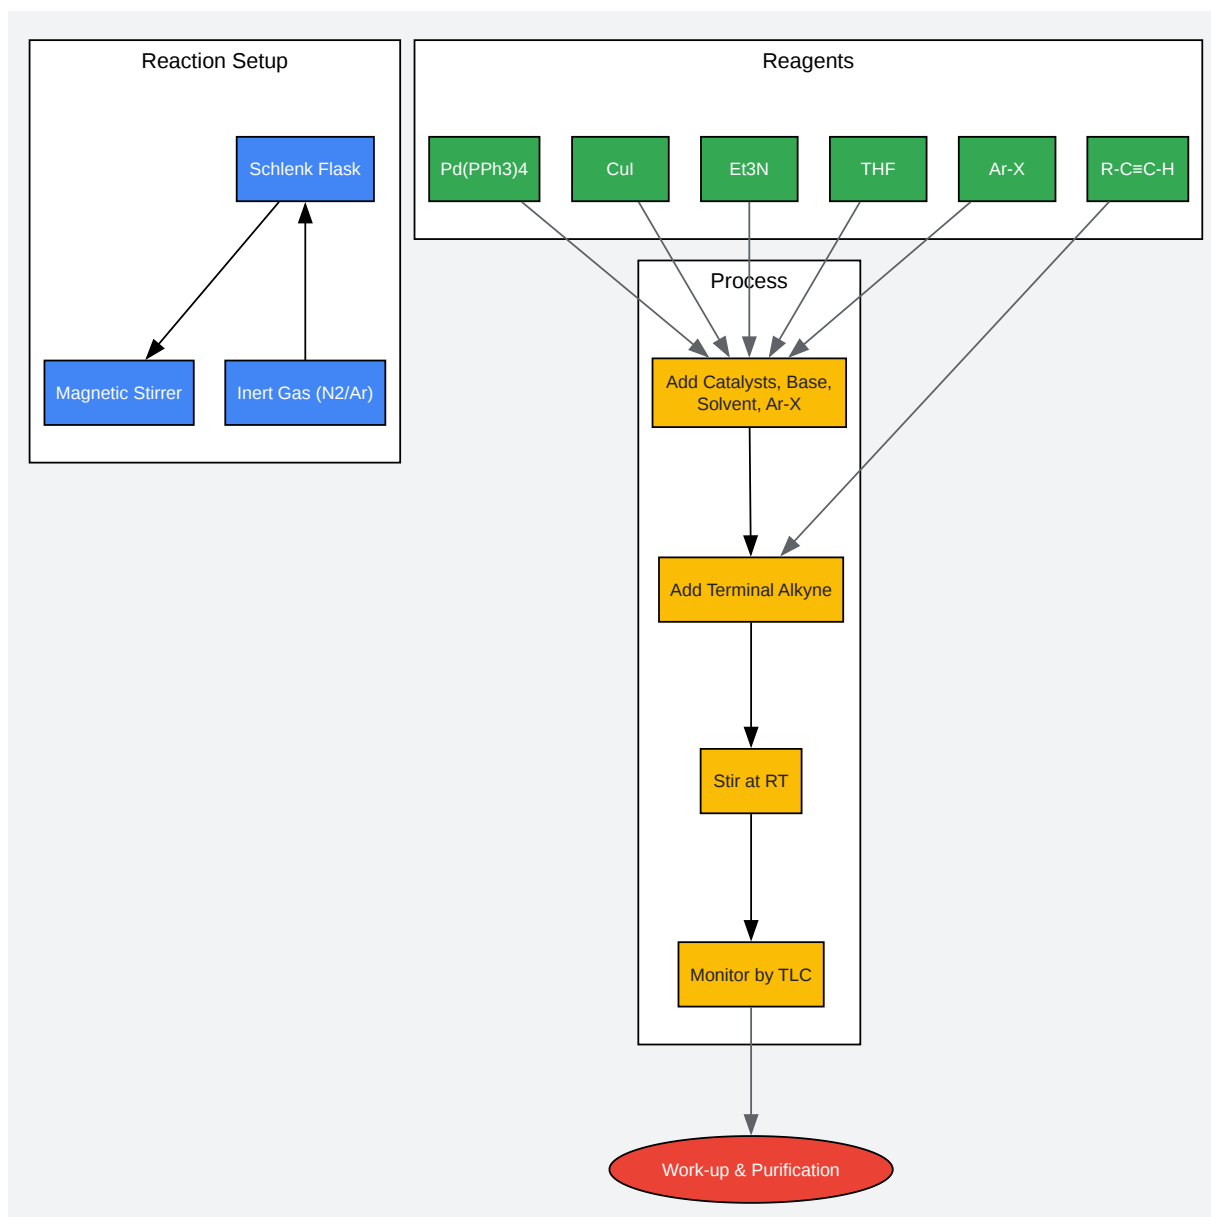 Reaction Setup
Schlenk Flask
Magnetic Stirrer
Inert Gas (N2/Ar)
Reagents
Pd(PPh3)4
CuI
Et3N
THF
Ar-X
R-C≡C-H
Process
Add Catalysts, Base,
Solvent, Ar-X
Add Terminal Alkyne
Stir at RT
Monitor by TLC
Work-up & Purification